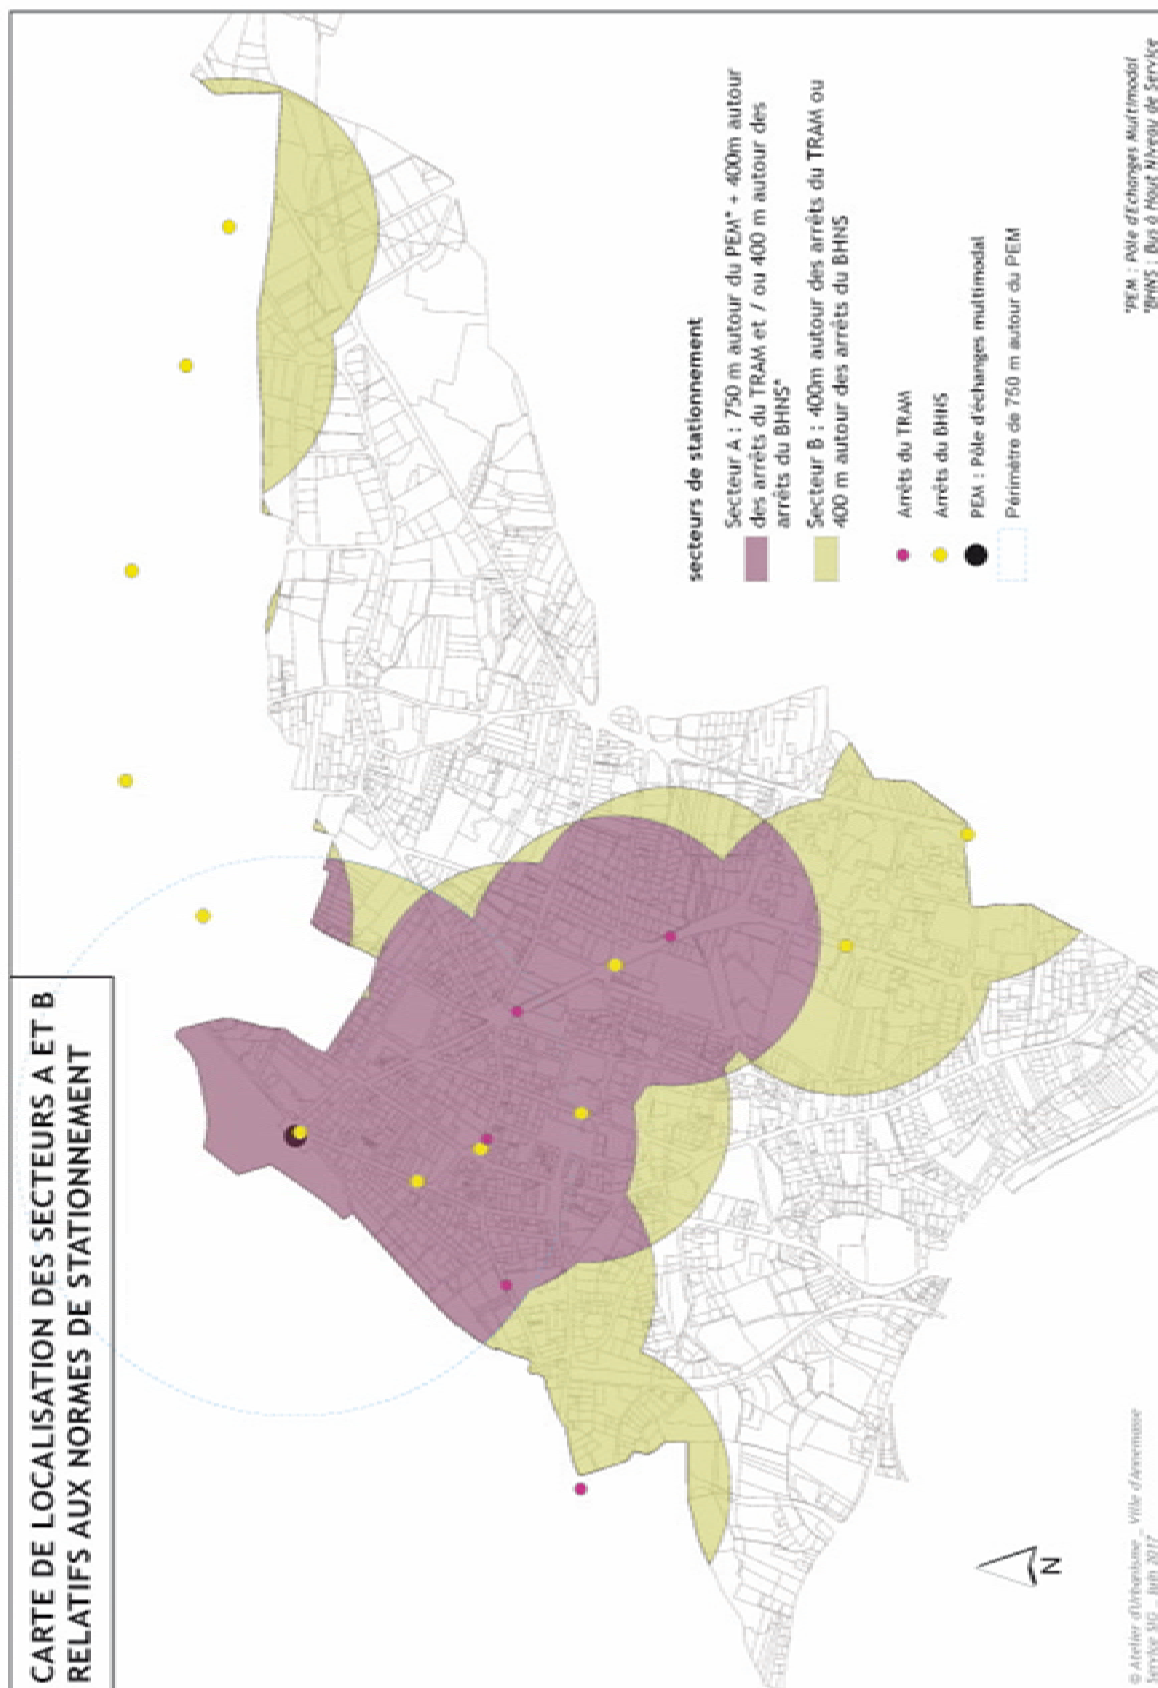 CARTE DE LOCALISATION DES SECTEURS A ET B
RELATIFS AUX NORMES DE STATIONNEMENT
secteurs de stationnement
Secteur A : 750 m autour du PEM* + 400m autour
des arrêts du TRAM et / ou 400 m autour des
arrêts du BHNS*
Secteur B : 400m autour des arrêts du TRAM ou
400 m autour des arrêts du BHNS
Arrêts du TRAM
Arrêts du BHNS
PEM : Pôle d'échanges multimodal
Périmètre de 750 m autour du PEM
*PEM : Pôle d'Echanges Multimodal
*BHNS : Bus à Haut Niveau de Service
N
© Atelier d'Urbanisme _ Ville d'Annemasse
Service SIG _ Juin 2017